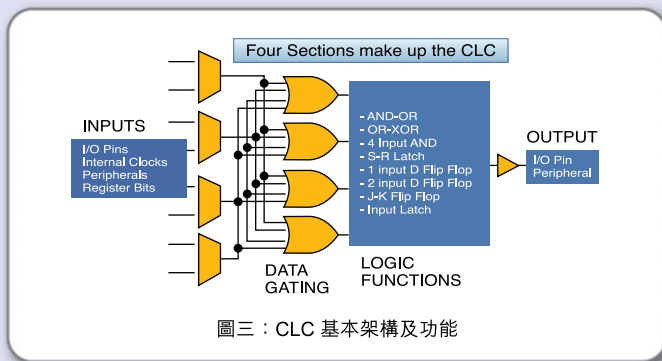 Four Sections make up the CLC
INPUTS
I/O Pins
Internal Clocks
Peripherals
Register Bits
DATA
GATING
- AND-OR
- OR-XOR
- 4 Input AND
- S-R Latch
- 1 input D Flip Flop
- 2 input D Flip Flop
- J-K Flip Flop
- Input Latch
LOGIC
FUNCTIONS
OUTPUT
I/O Pin
Peripheral
圖三：CLC 基本架構及功能